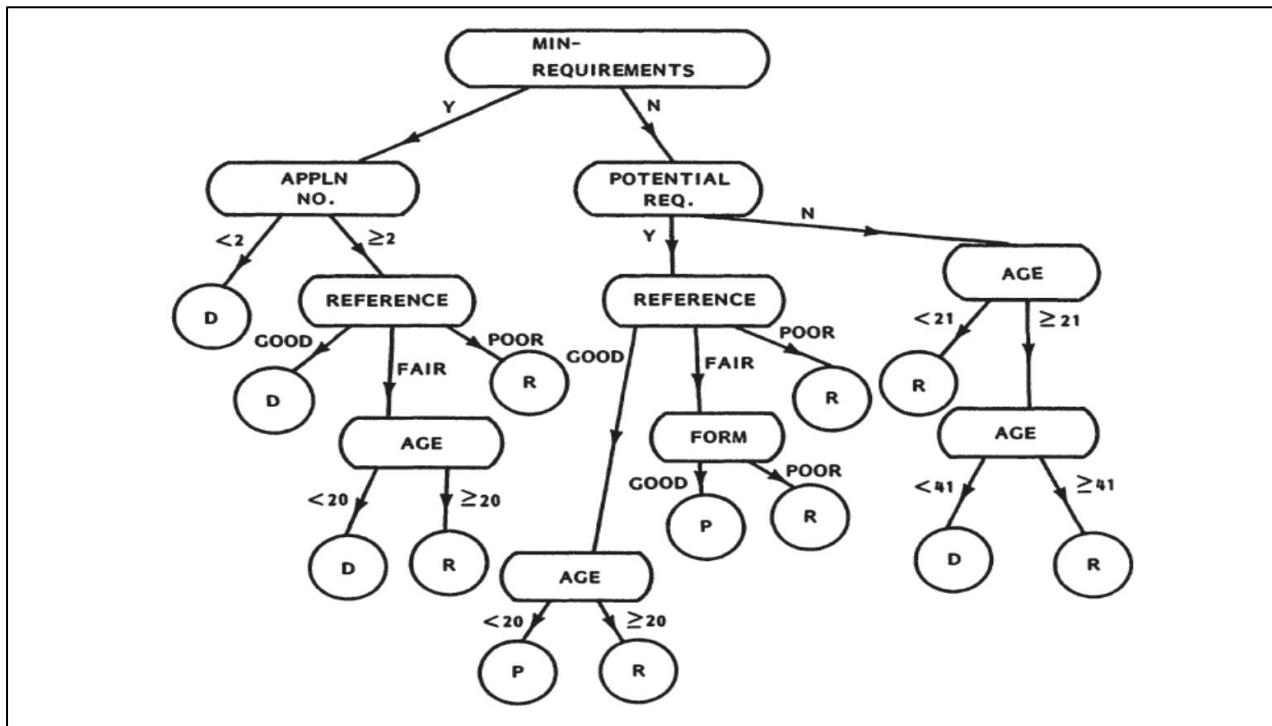 MIN-
REQUIREMENTS
Y
N
APPLN
NO.
POTENTIAL
REQ.
N
<2
≥2
Y
AGE
D
REFERENCE
REFERENCE
<21
≥21
GOOD
FAIR
POOR
GOOD
FAIR
POOR
D
R
R
R
AGE
FORM
AGE
<20
≥20
GOOD
POOR
<41
≥41
D
R
P
R
D
R
AGE
<20
≥20
P
R